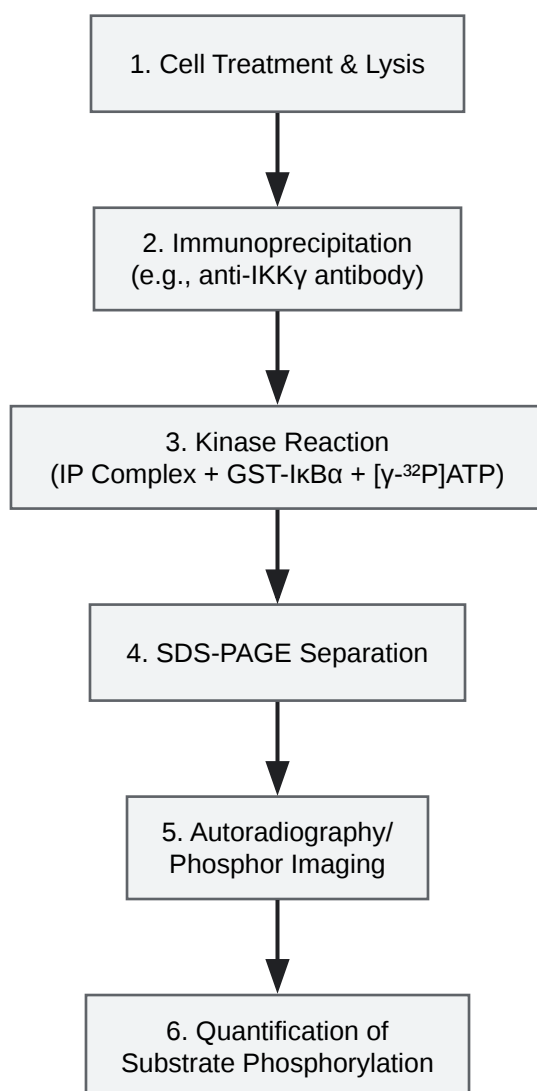 1. Cell Treatment & Lysis
2. Immunoprecipitation
(e.g., anti-IKKγ antibody)
3. Kinase Reaction
(IP Complex + GST-IκBα + [γ-³²P]ATP)
4. SDS-PAGE Separation
5. Autoradiography/
Phosphor Imaging
6. Quantification of
Substrate Phosphorylation